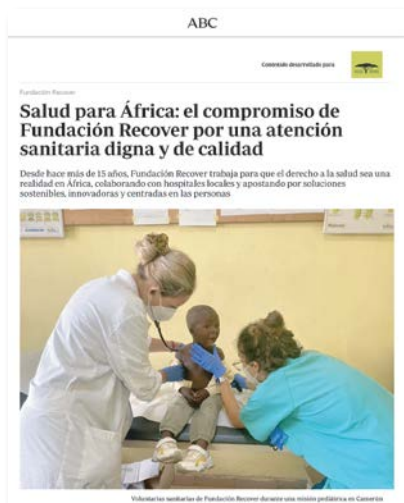 ABC
Contenido desarrollado para
Fundación Recover
Salud para África: el compromiso de
Fundación Recover por una atención
sanitaria digna y de calidad
Desde hace más de 15 años, Fundación Recover trabaja para que el derecho a la salud sea una
realidad en África, colaborando con hospitales locales y apostando por soluciones
sostenibles, innovadoras y centradas en las personas
Voluntarias sanitarias de Fundación Recover durante una misión pediátrica en Camerún